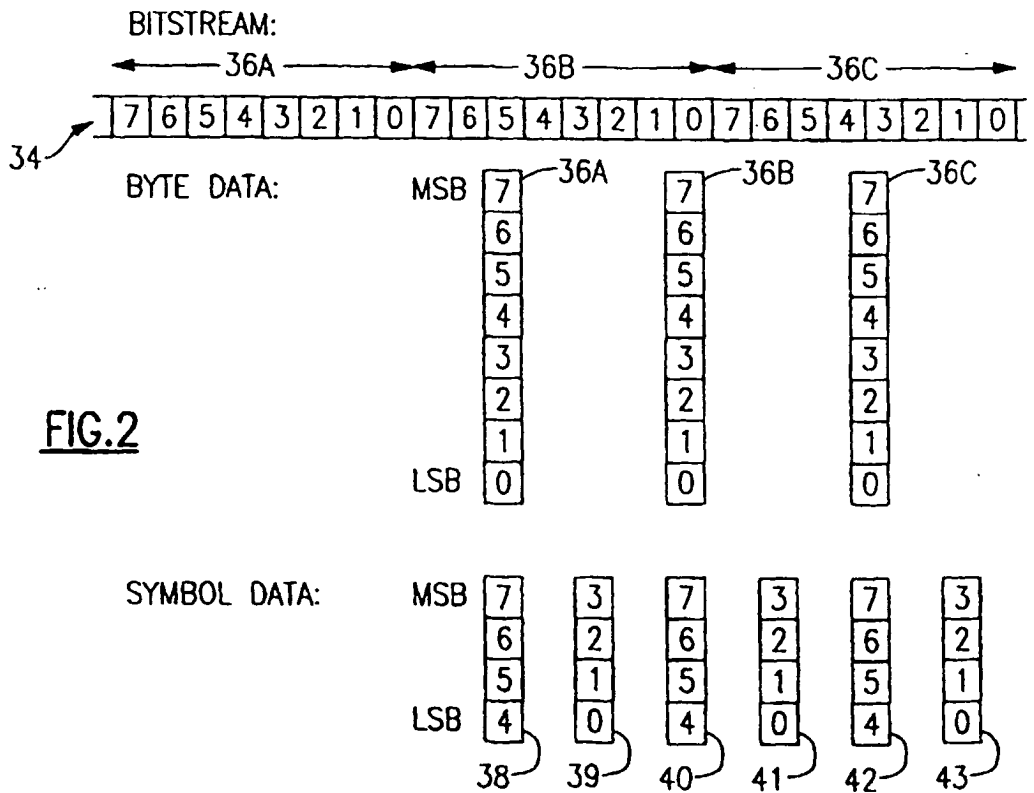 BITSTREAM:
36A 36B 36C
7 6 5 4 3 2 1 0 7 6 5 4 3 2 1 0 7 6 5 4 3 2 1 0
34
BYTE DATA: MSB 7 36A 7 36B 7 36C
6 6 6
5 5 5
4 4 4
3 3 3
2 2 2
FIG.2
1 1 1
LSB 0 0 0
SYMBOL DATA: MSB 7 3 7 3 7 3
6 2 6 2 6 2
5 1 5 1 5 1
LSB 4 0 4 0 4 0
38 39 40 41 42 43